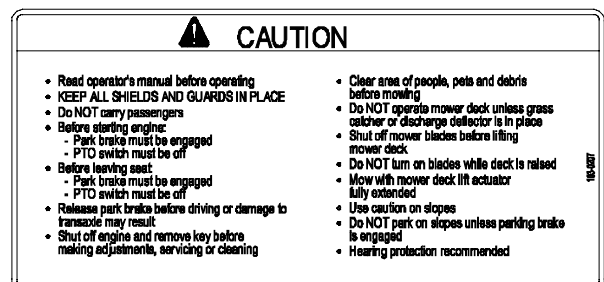 CAUTION
• Read operator's manual before operating
• KEEP ALL SHIELDS AND GUARDS IN PLACE
• Do NOT carry passengers
• Before starting engine:
- Park brake must be engaged
- PTO switch must be off
• Before leaving seat:
- Park brake must be engaged
- PTO switch must be off
• Release park brake before driving or damage to
transaxle may result
• Shut off engine and remove key before
making adjustments, servicing or cleaning
• Clear area of people, pets and debris
before mowing
• Do NOT operate mower deck unless grass
catcher or discharge deflector is in place
• Shut off mower blades before lifting
mower deck
• Do NOT turn on blades while deck is raised
• Mow with mower deck lift actuator
fully extended
• Use caution on slopes
• Do NOT park on slopes unless parking brake
is engaged
• Hearing protection recommended